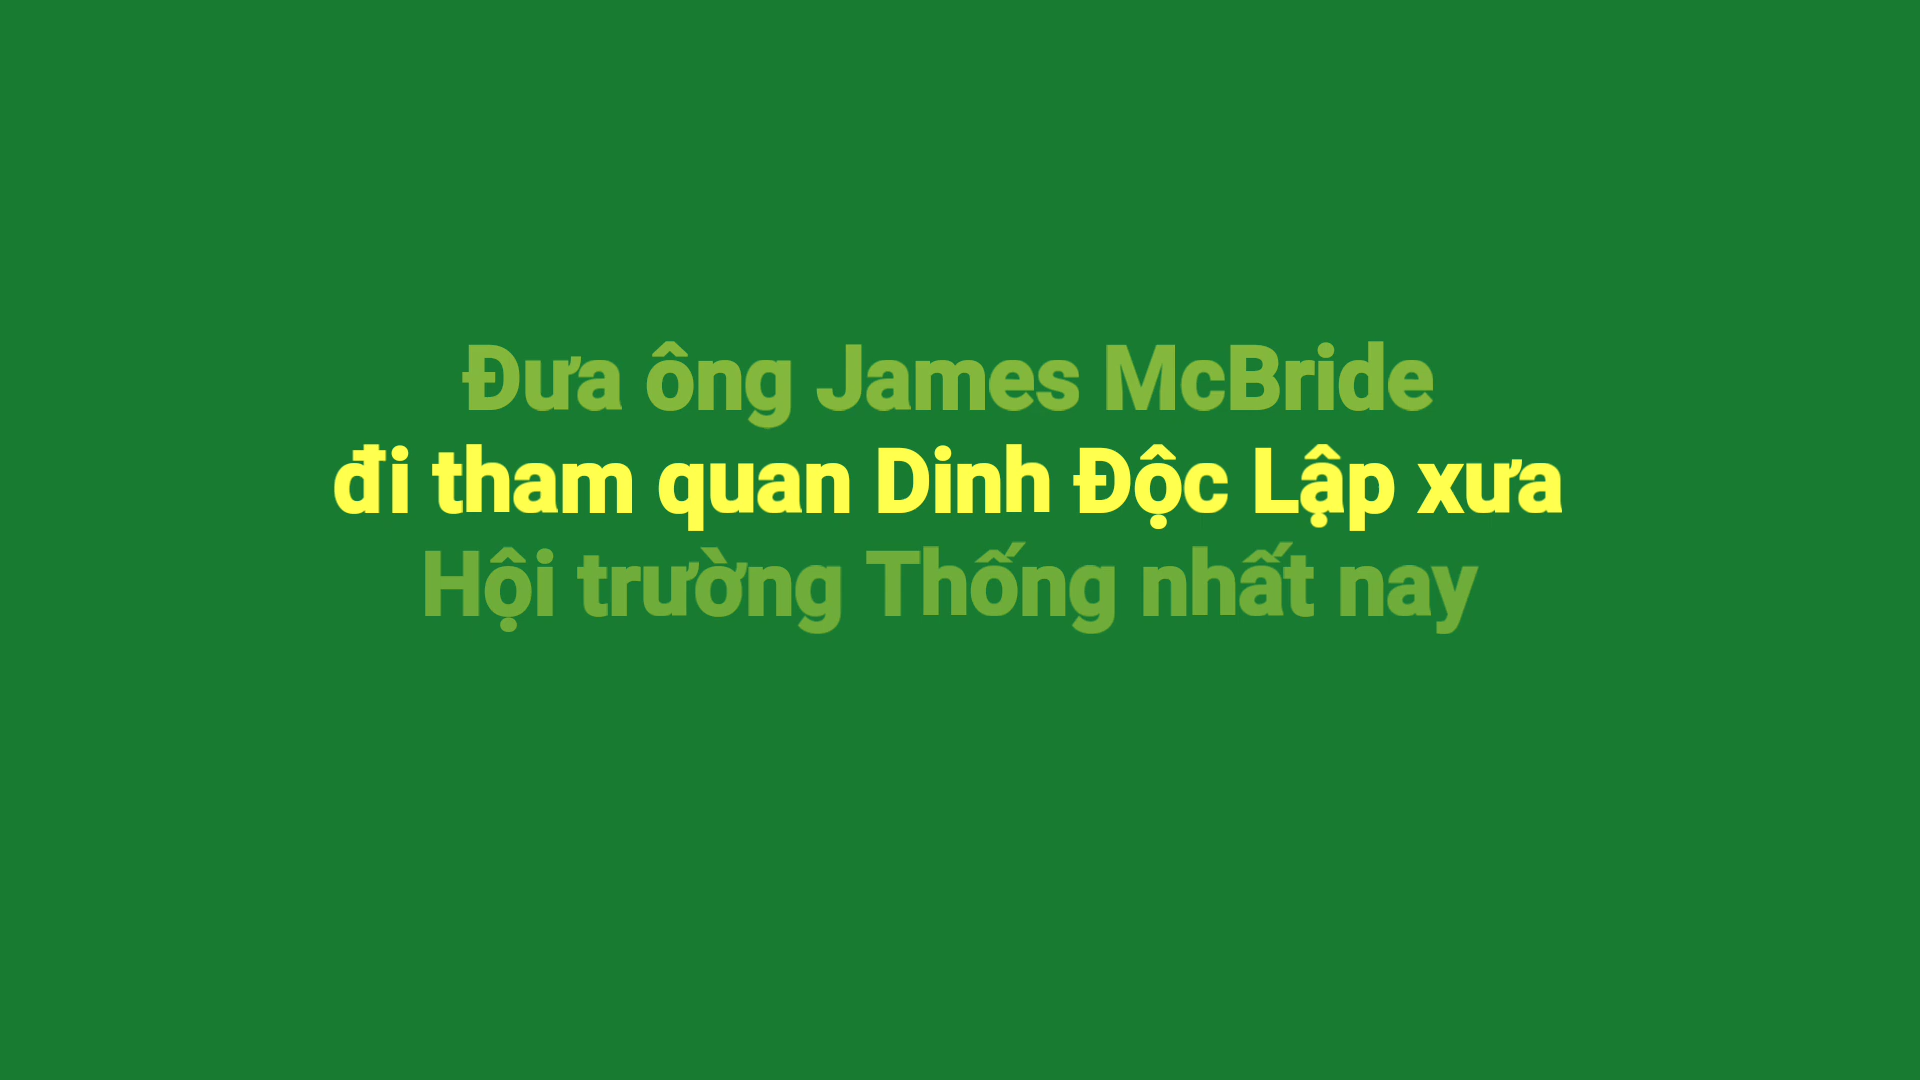 Đưa ông James McBride
đi tham quan Dinh Độc Lập xưa
Hội trường Thống nhất nay